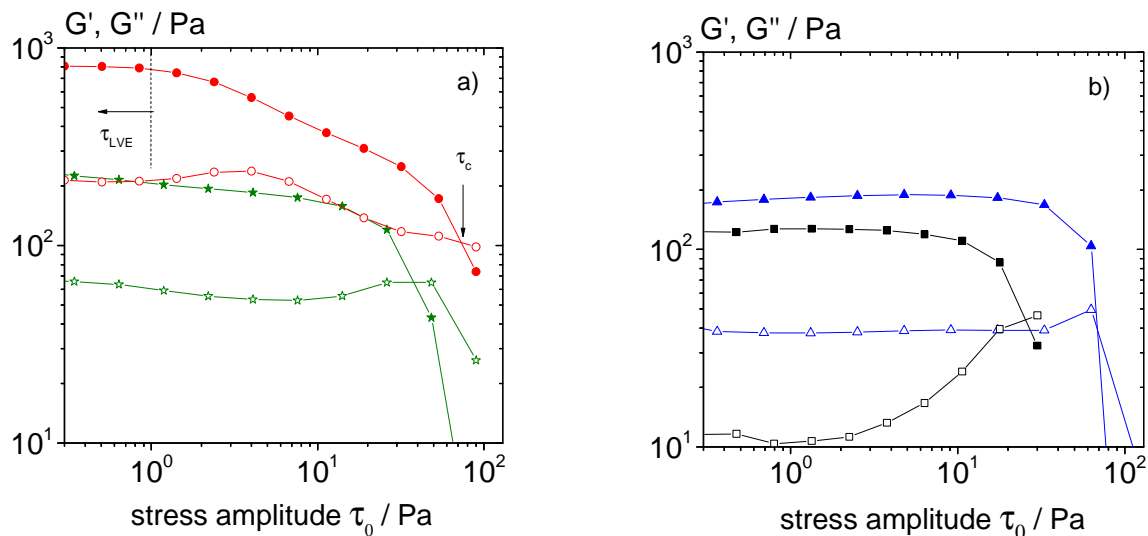 G', G'' / Pa
10³
a)
τLVE
τc
10²
10¹
10⁰ 10¹ 10²
stress amplitude τ₀ / Pa
G', G'' / Pa
10³
b)
10²
10¹
10⁰ 10¹ 10²
stress amplitude τ₀ / Pa